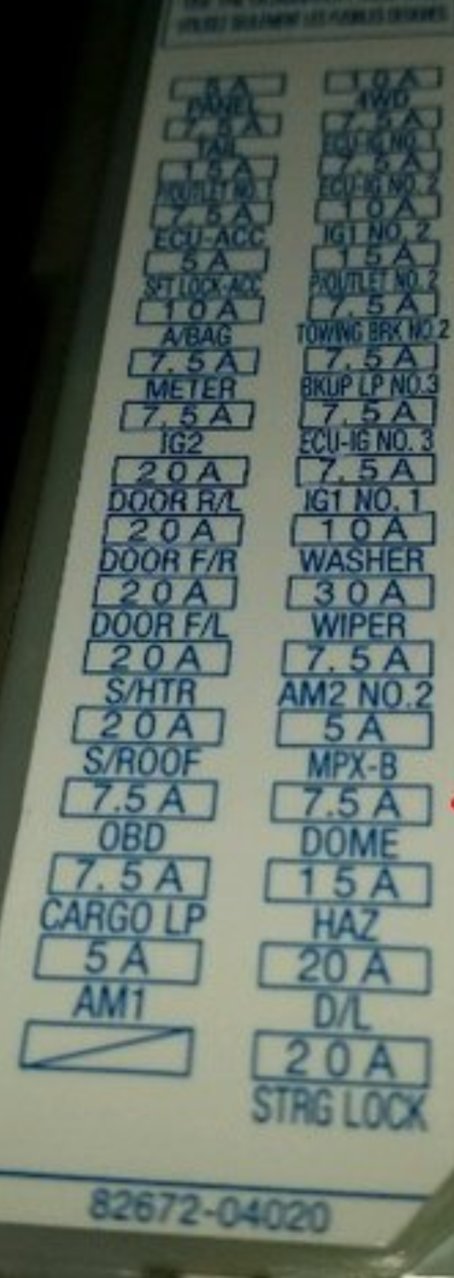 UTILISEZ SEULEMENT LES FUSIBLES DESIGNES
5 A
PANEL
7.5 A
TAIL
15 A
P/OUTLET NO. 1
7.5 A
ECU-ACC
5 A
SFT LOCK-ACC
10 A
A/BAG
7.5 A
METER
7.5 A
IG2
20 A
DOOR R/L
20 A
DOOR F/R
20 A
DOOR F/L
20 A
S/HTR
20 A
S/ROOF
7.5 A
OBD
7.5 A
CARGO LP
5 A
AM1
10 A
4WD
7.5 A
ECU-IG NO. 1
7.5 A
ECU-IG NO. 2
10 A
IG1 NO. 2
15 A
P/OUTLET NO. 2
7.5 A
TOWING BRK NO.2
7.5 A
BKUP LP NO.3
7.5 A
ECU-IG NO. 3
7.5 A
IG1 NO. 1
10 A
WASHER
30 A
WIPER
7.5 A
AM2 NO.2
5 A
MPX-B
7.5 A
DOME
15 A
HAZ
20 A
D/L
20 A
STRG LOCK
82672-04020